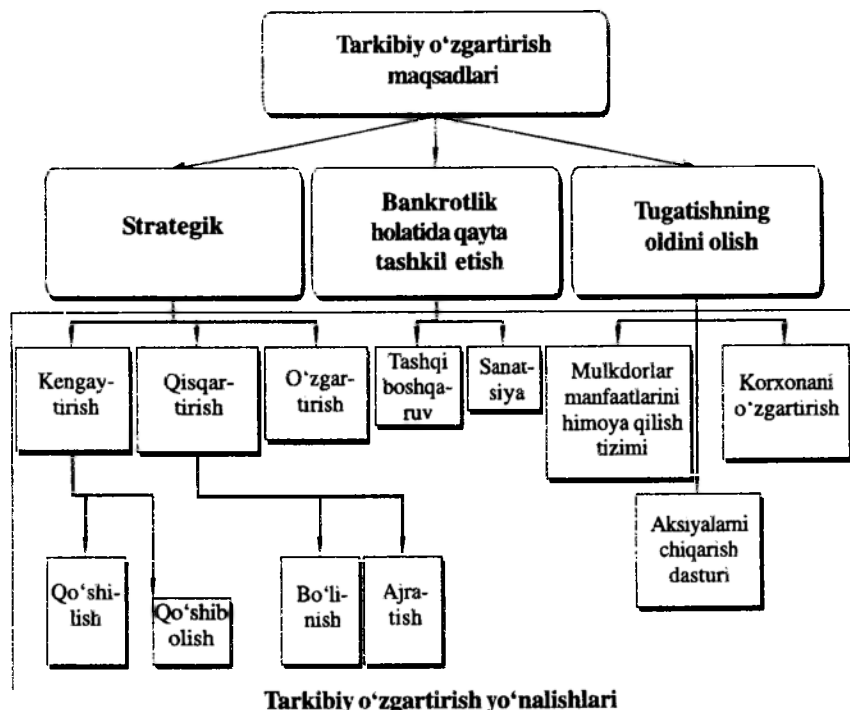 Tarkibiy o‘zgartirish
maqsadlari
Strategik
Bankrotlik
holatida qayta
tashkil etish
Tugatishning
oldini olish
Kengay-
tirish
Qisqar-
tirish
O‘zgar-
turish
Tashqi
boshqa-
ruv
Sanat-
siya
Mulkdorlar
manfaatlarini
himoya qilish
tizimi
Korxonani
o‘zgartirish
Qo‘shi-
lish
Qo‘shib
olish
Bo‘li-
nish
Ajra-
tish
Aksiyalarni
chiqarish
dasturi
Tarkibiy o‘zgartirish yo‘nalishlari